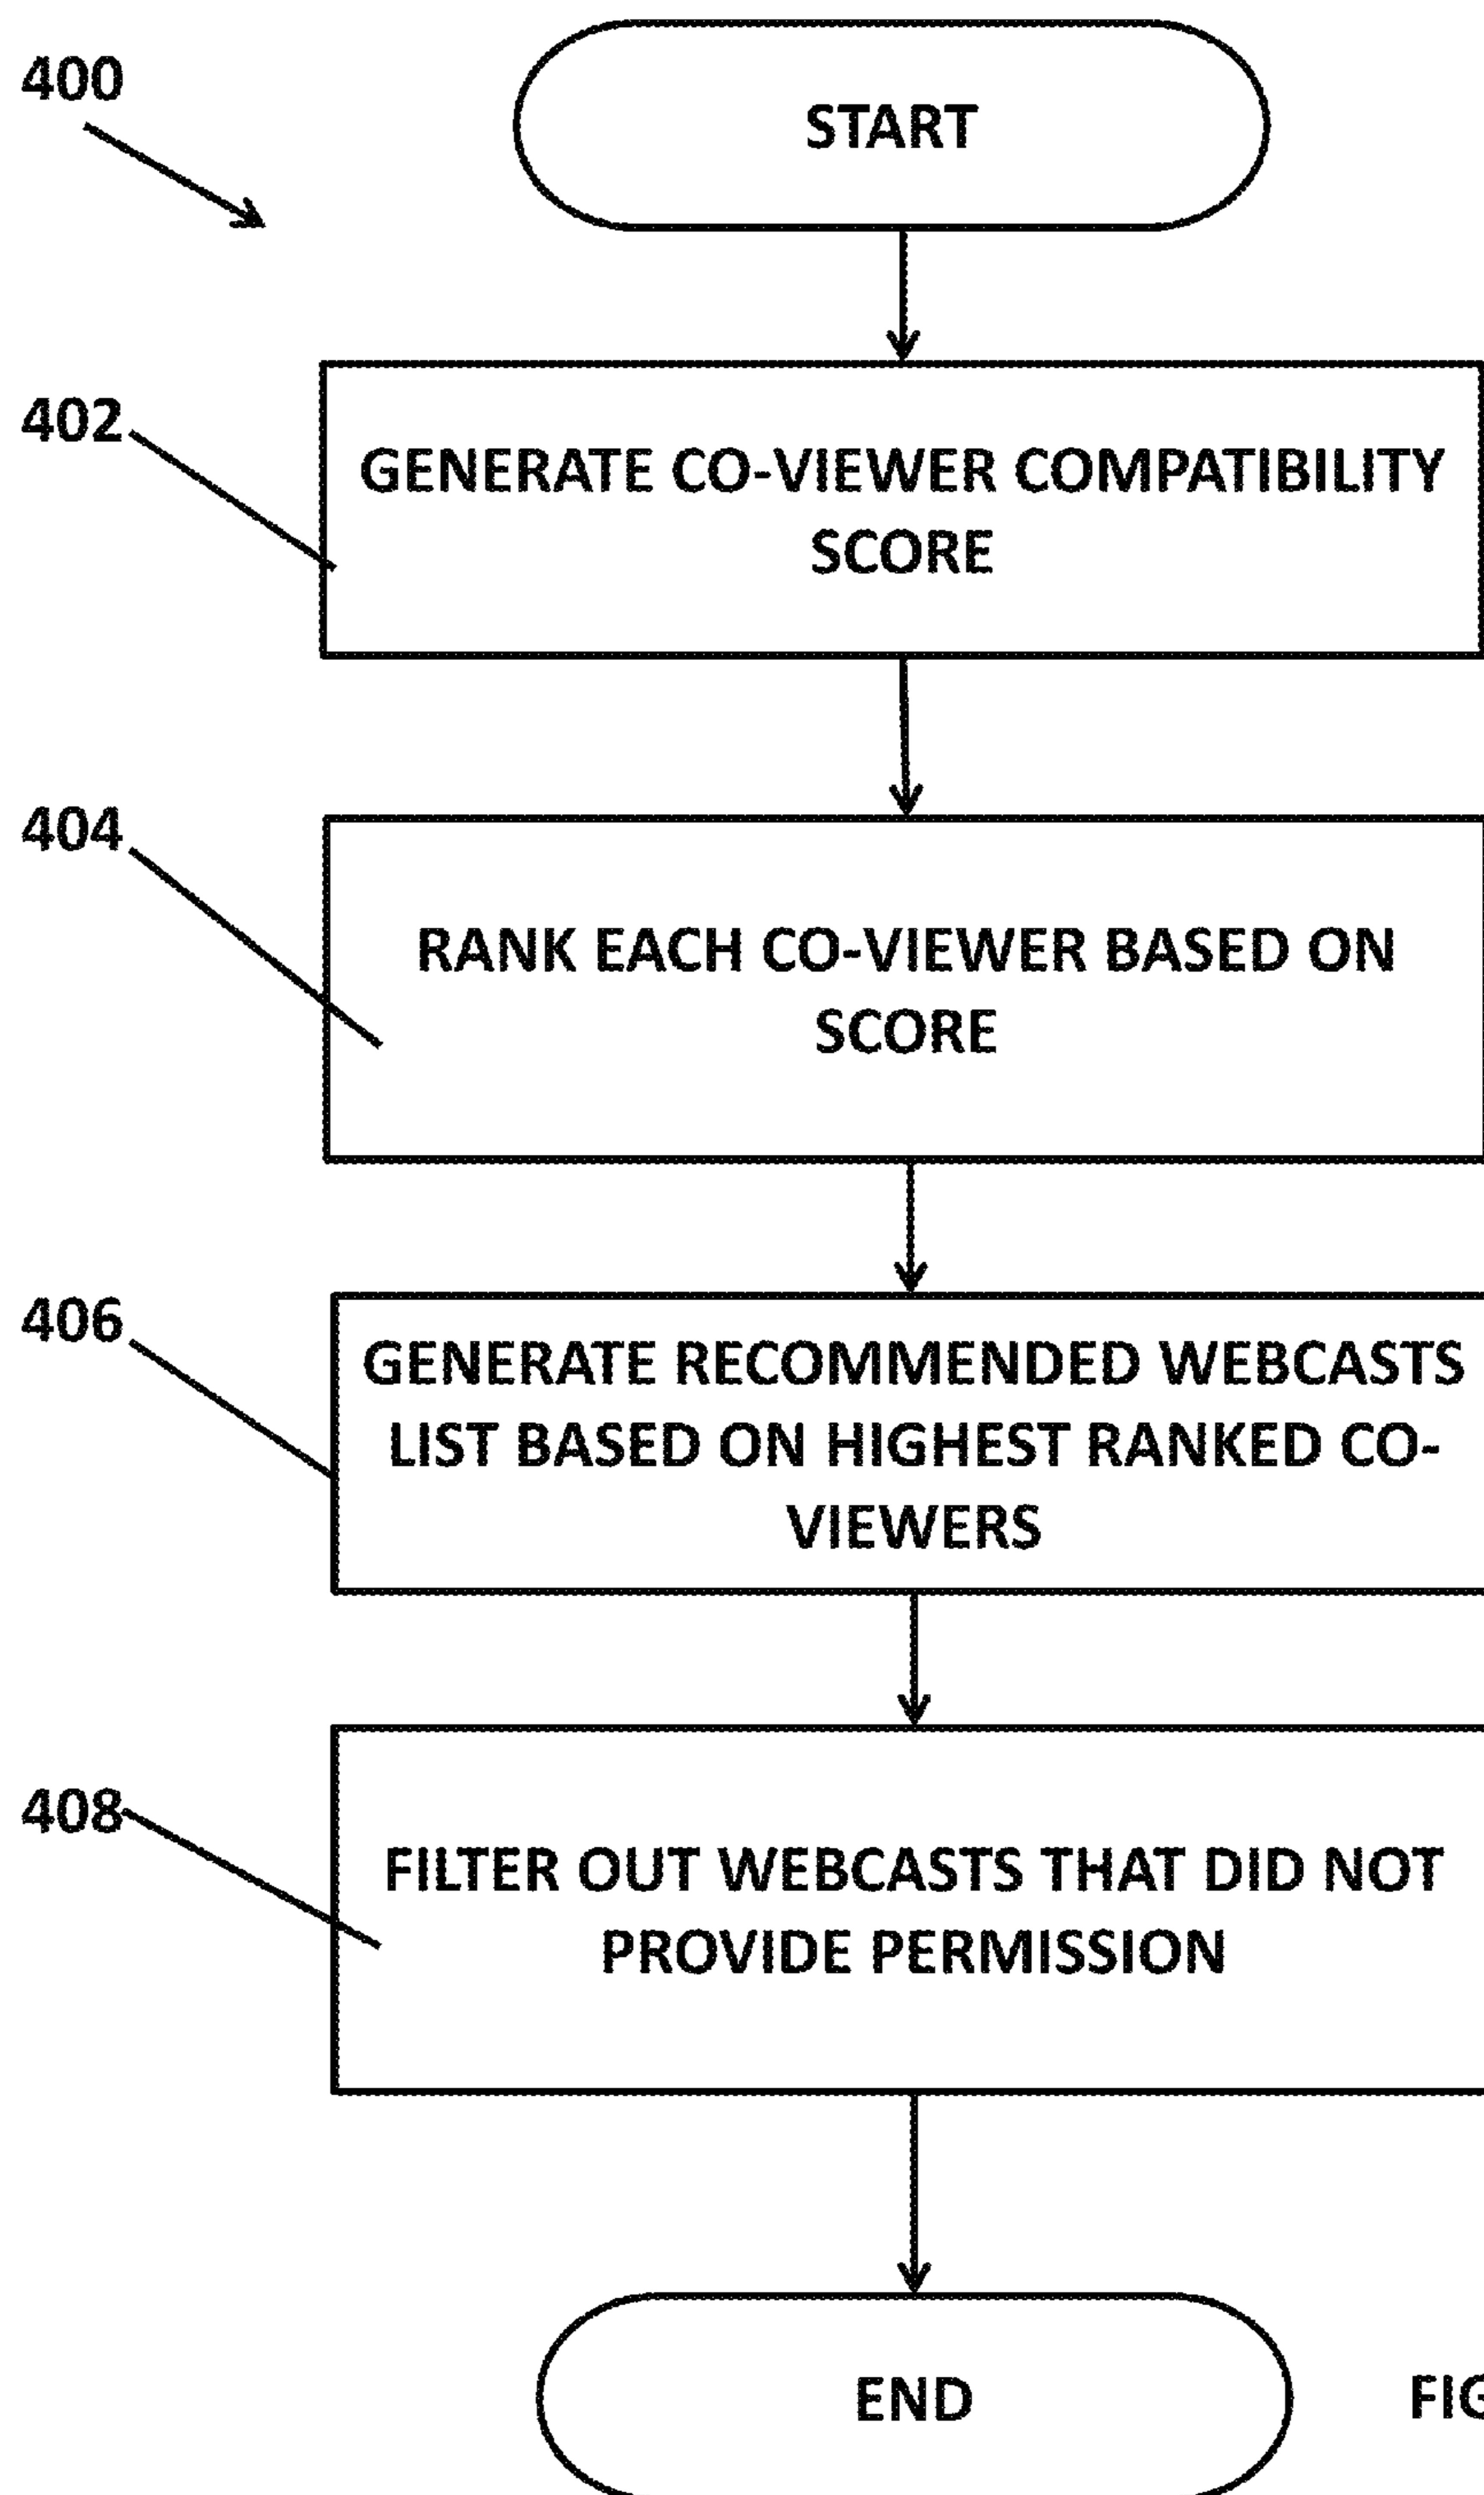 400
START
402
GENERATE CO-VIEWER COMPATIBILITY
SCORE
404
RANK EACH CO-VIEWER BASED ON
SCORE
406
GENERATE RECOMMENDED WEBCASTS
LIST BASED ON HIGHEST RANKED CO-
VIEWERS
408
FILTER OUT WEBCASTS THAT DID NOT
PROVIDE PERMISSION
END